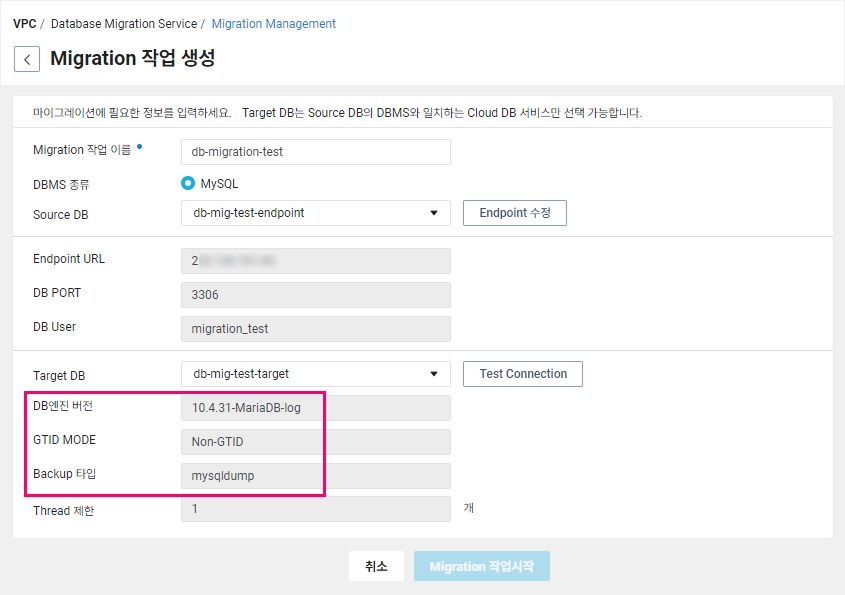 VPC / Database Migration Service / Migration Management
Migration 작업 생성
마이그레이션에 필요한 정보를 입력하세요. Target DB는 Source DB의 DBMS와 일치하는 Cloud DB 서비스만 선택 가능합니다.
Migration 작업 이름 db-migration-test
DBMS 종류 MySQL
Source DB db-mig-test-endpoint Endpoint 수정
Endpoint URL 2
DB PORT 3306
DB User migration_test
Target DB db-mig-test-target Test Connection
DB엔진 버전 10.4.31-MariaDB-log
GTID MODE Non-GTID
Backup 타입 mysqldump
Thread 제한 1 개
취소 Migration 작업시작